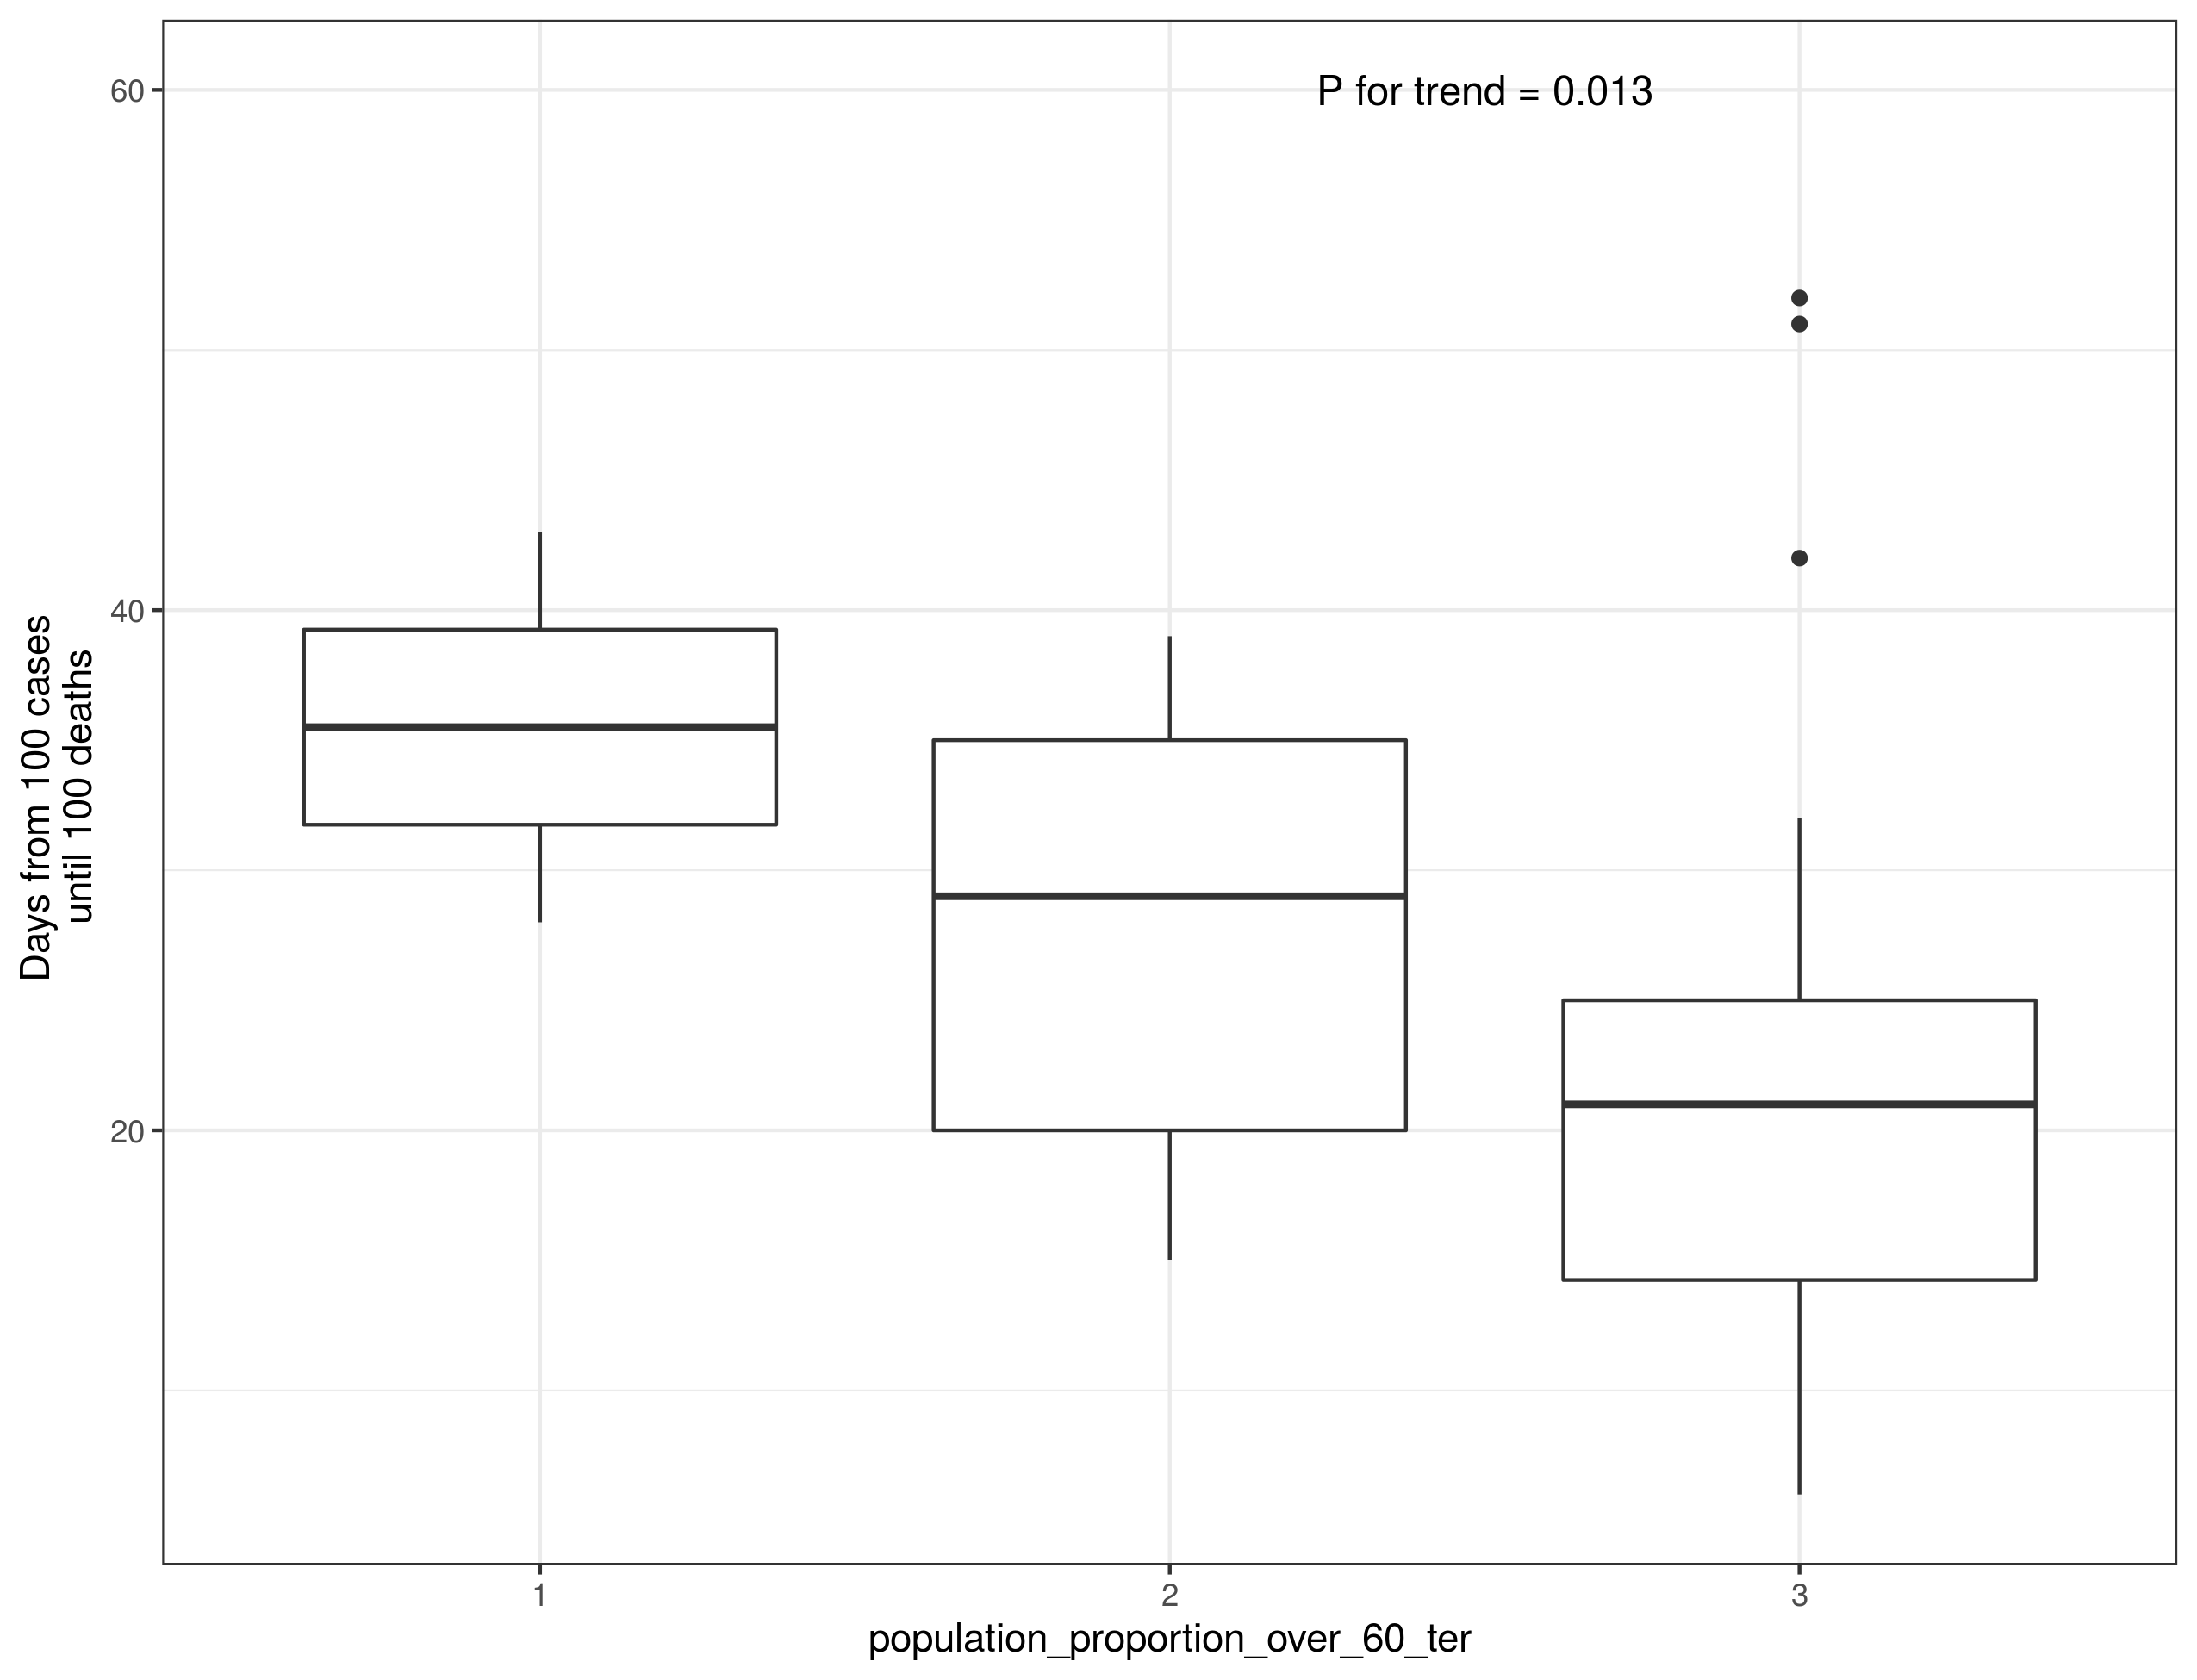 P for trend = 0.013
60
40
20
Days from 100 cases
until 100 deaths
1
2
3
population_proportion_over_60_ter